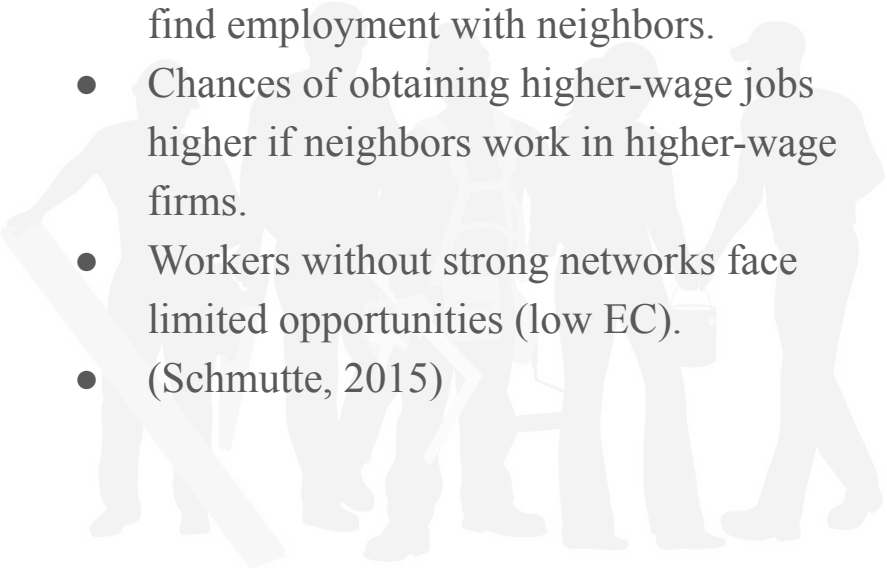 find employment with neighbors.
● Chances of obtaining higher-wage jobs
higher if neighbors work in higher-wage
firms.
● Workers without strong networks face
limited opportunities (low EC).
● (Schmutte, 2015)